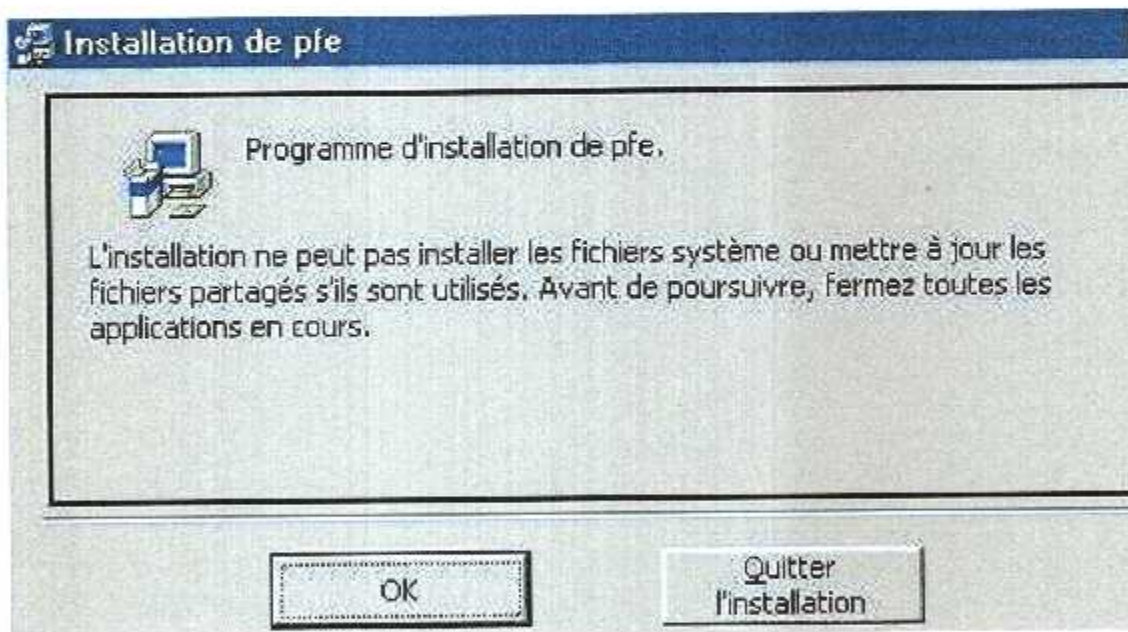 Installation de pfe
Programme d'installation de pfe.
L'installation ne peut pas installer les fichiers système ou mettre à jour les
fichiers partagés s'ils sont utilisés. Avant de poursuivre, fermez toutes les
applications en cours.
OK
Quitter
l'installation